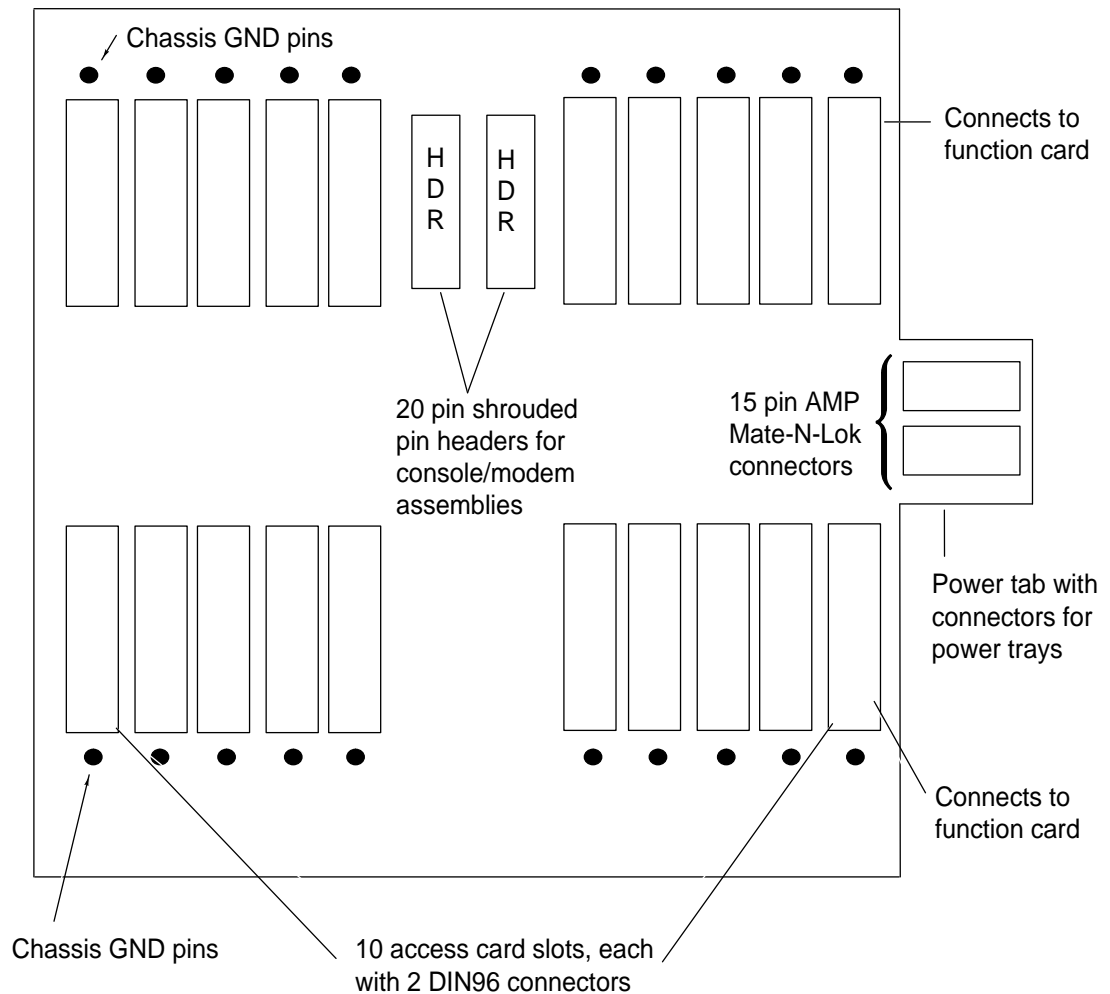 Chassis GND pins
Connects to
function card
H
D
R
H
D
R
20 pin shrouded
pin headers for
console/modem
assemblies
15 pin AMP
Mate-N-Lok
connectors
Power tab with
connectors for
power trays
Connects to
function card
Chassis GND pins
10 access card slots, each
with 2 DIN96 connectors